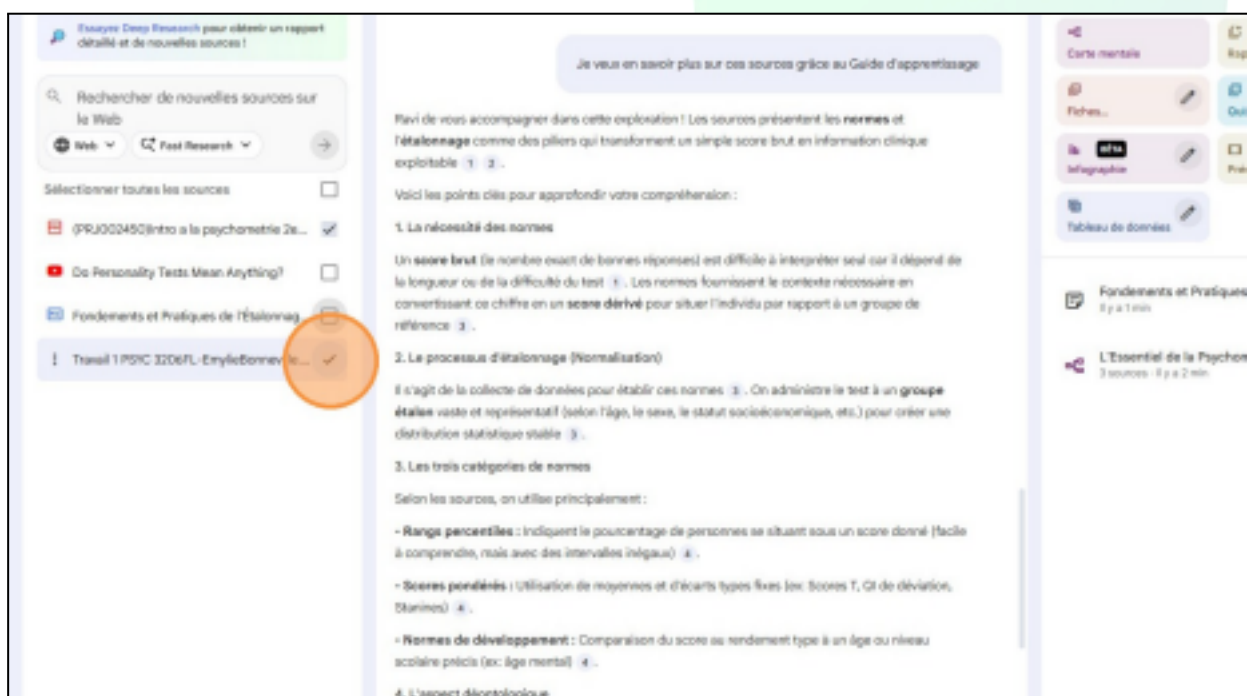 Essayez Deep Research pour obtenir un rapport
détaillé et de nouvelles sources !
Rechercher de nouvelles sources sur
le Web
Web
Fast Research
Sélectionner toutes les sources
(PRJ002450)Intro a la psychometrie 2e...
Do Personality Tests Mean Anything?
Fondements et Pratiques de l'Étalonnag
Travail 1 PSYC 3206FL-EmylieBonnevi
Je veux en savoir plus sur ces sources grâce au Guide d'apprentissage
Ravi de vous accompagner dans cette exploration ! Les sources présentent les normes et
l'étalonnage comme des piliers qui transforment un simple score brut en information clinique
exploitable 1 2 .
Voici les points clés pour approfondir votre compréhension :
1. La nécessité des normes
Un score brut (le nombre exact de bonnes réponses) est difficile à interpréter seul car il dépend de
la longueur ou de la difficulté du test 1 . Les normes fournissent le contexte nécessaire en
convertissant ce chiffre en un score dérivé pour situer l'individu par rapport à un groupe de
référence 3 .
2. Le processus d'étalonnage (Normalisation)
Il s'agit de la collecte de données pour établir ces normes 3 . On administre le test à un groupe
étalon vaste et représentatif (selon l'âge, le sexe, le statut socioéconomique, etc.) pour créer une
distribution statistique stable 3 .
3. Les trois catégories de normes
Selon les sources, on utilise principalement :
- Rangs percentiles : Indiquent le pourcentage de personnes se situant sous un score donné (facile
à comprendre, mais avec des intervalles inégaux) 4 .
- Scores pondérés : Utilisation de moyennes et d'écarts types fixes (ex: Scores T, QI de déviation,
Stanines) 4 .
- Normes de développement : Comparaison du score au rendement type à un âge ou niveau
scolaire précis (ex: âge mental) 4 .
4. L'aspect déontologique
Carte mentale
Rap
Fiches...
Qui
BÊTA
Infographie
Pré
Tableau de données
Fondements et Pratiques
Il y a 1 min
L'Essentiel de la Psychom
3 sources · Il y a 2 min